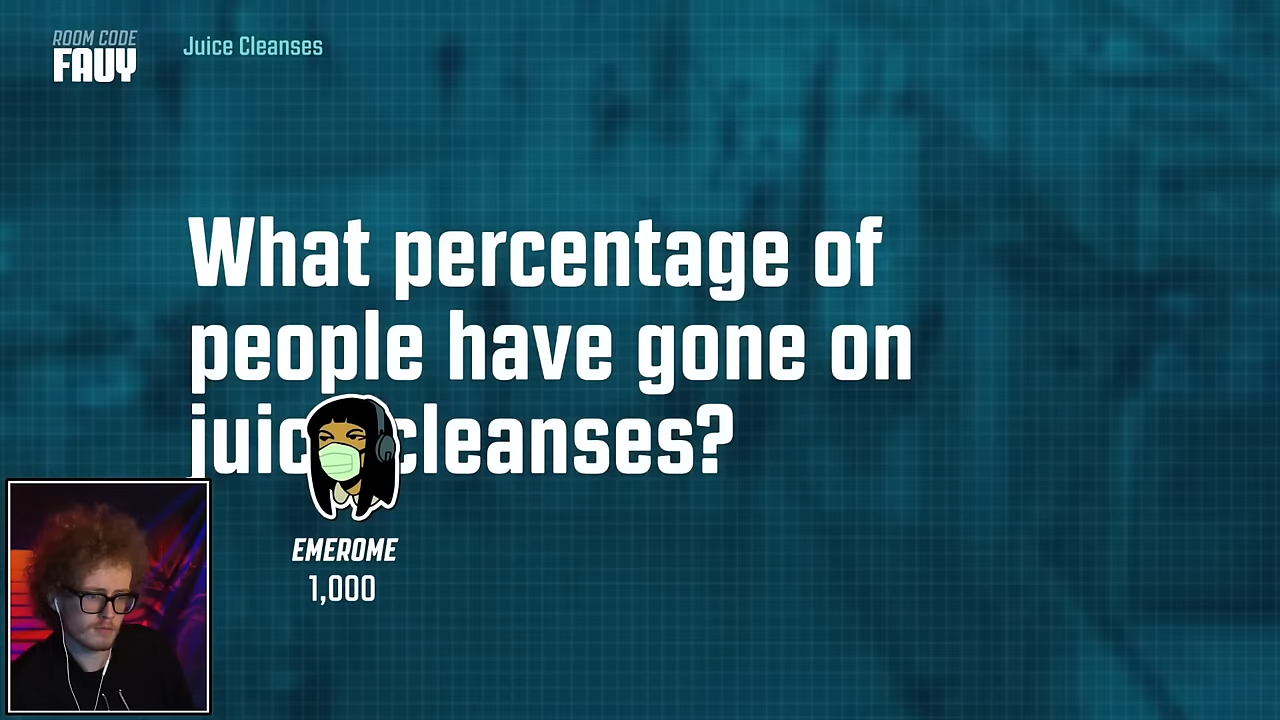 ROOM CODE
FAUY
Juice Cleanses
What percentage of
people have gone on
juic cleanses?
EMEROME
1,000